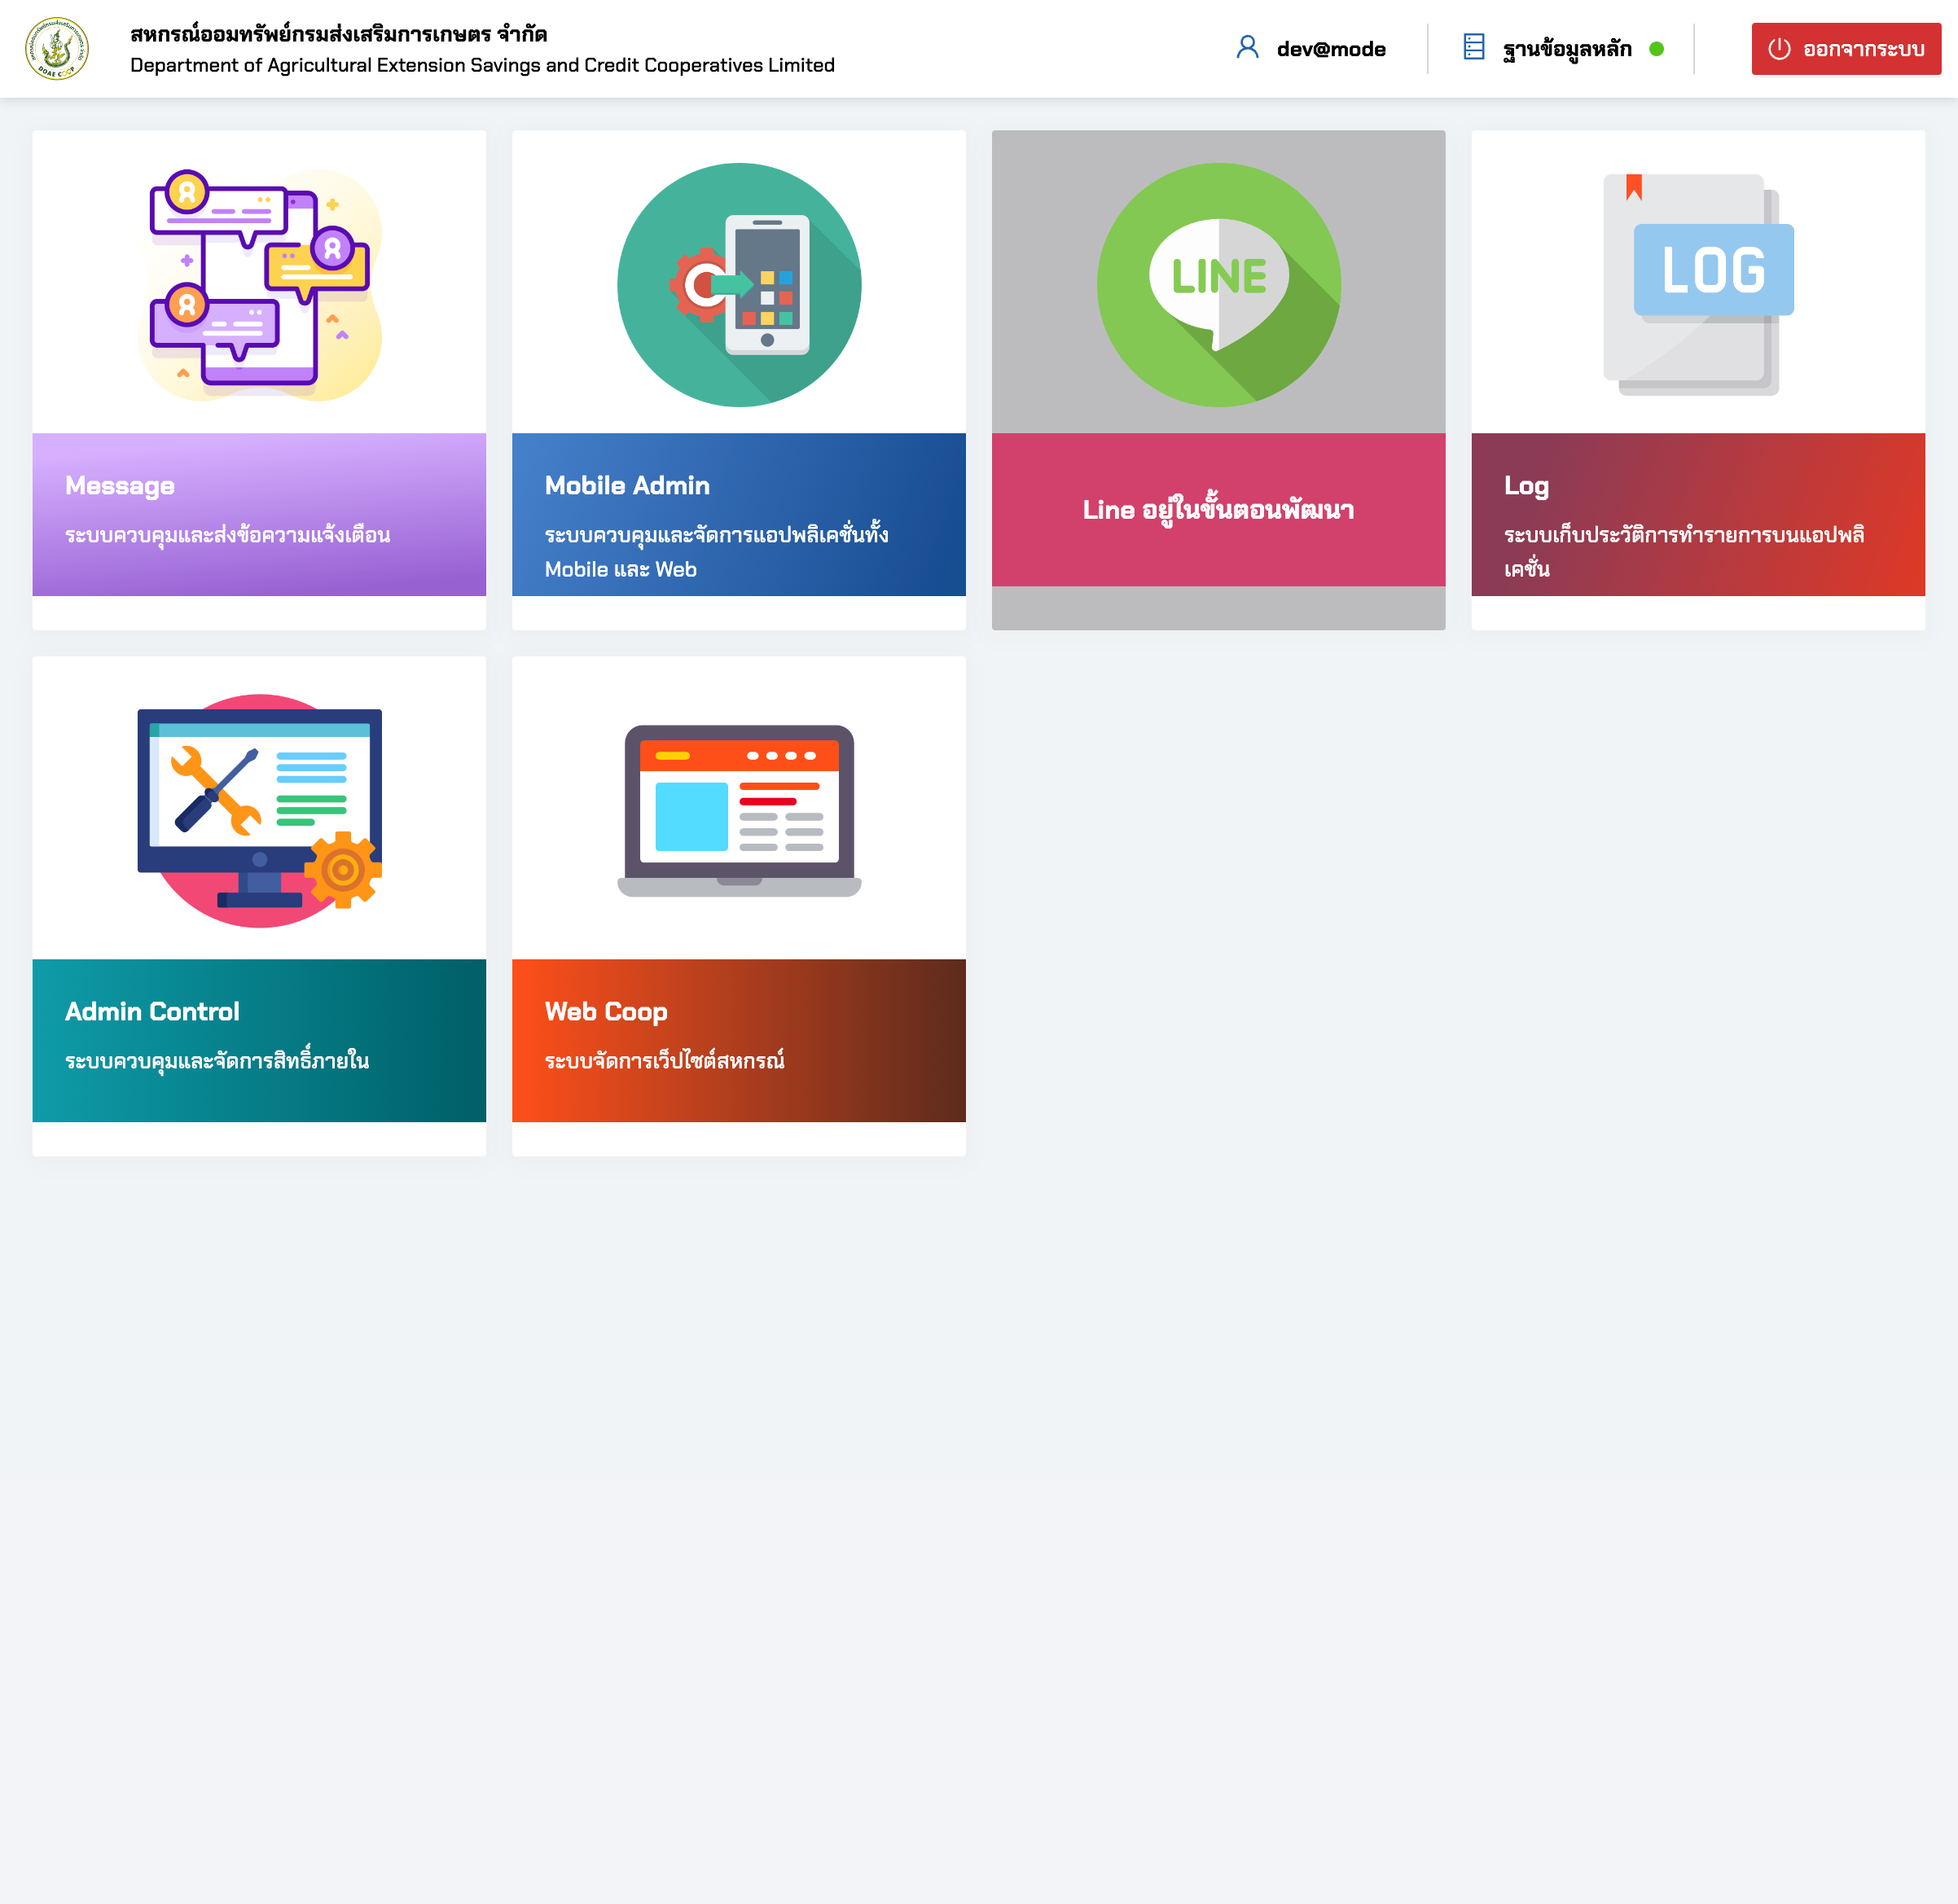 สหกรณ์ออมทรัพย์กรมส่งเสริมการเกษตร จำกัด
Department of Agricultural Extension Savings and Credit Cooperatives Limited
dev@mode
ฐานข้อมูลหลัก
ออกจากระบบ
DOAE COOP
LINE
LOG
Message
ระบบควบคุมและส่งข้อความแจ้งเตือน
Mobile Admin
ระบบควบคุมและจัดการแอปพลิเคชั่นทั้ง
Mobile และ Web
Line อยู่ในขั้นตอนพัฒนา
Log
ระบบเก็บประวัติการทำรายการบนแอปพลิ
เคชั่น
Admin Control
ระบบควบคุมและจัดการสิทธิ์ภายใน
Web Coop
ระบบจัดการเว็ปไซต์สหกรณ์